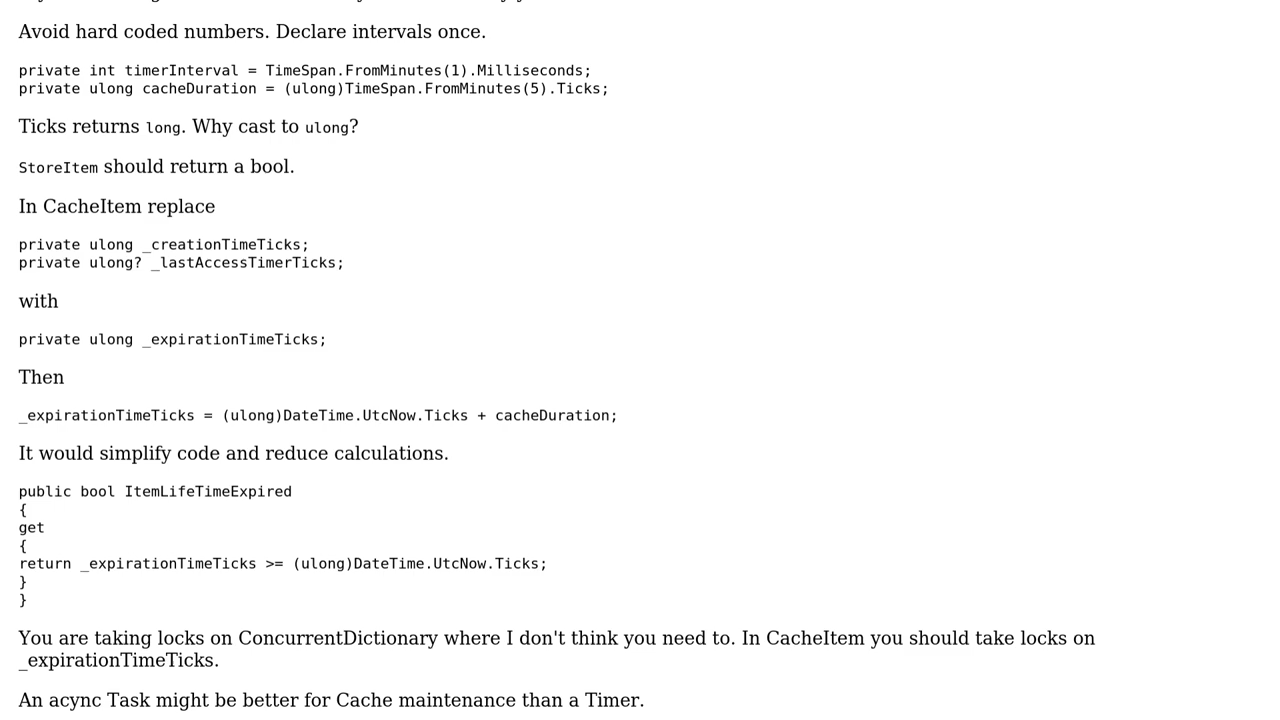 Avoid hard coded numbers. Declare intervals once.
private int timerInterval = TimeSpan.FromMinutes(1).Milliseconds;
private ulong cacheDuration = (ulong)TimeSpan.FromMinutes(5).Ticks;
Ticks returns long. Why cast to ulong?
StoreItem should return a bool.
In CacheItem replace
private ulong _creationTimeTicks;
private ulong? _lastAccessTimerTicks;
with
private ulong _expirationTimeTicks;
Then
_expirationTimeTicks = (ulong)DateTime.UtcNow.Ticks + cacheDuration;
It would simplify code and reduce calculations.
public bool ItemLifeTimeExpired
{
get
{
return _expirationTimeTicks >= (ulong)DateTime.UtcNow.Ticks;
}
}
You are taking locks on ConcurrentDictionary where I don't think you need to. In CacheItem you should take locks on
_expirationTimeTicks.
An acync Task might be better for Cache maintenance than a Timer.